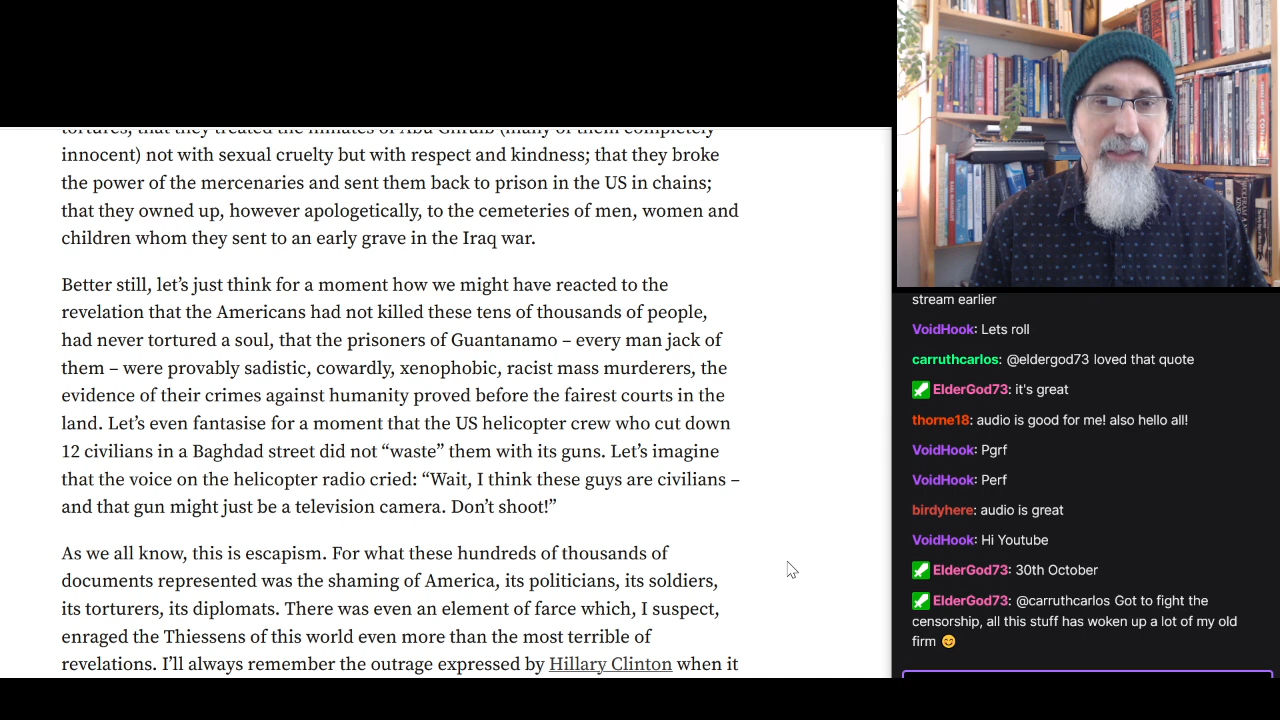 tortures, that they treated the inmates of Abu Ghraib (many of them completely
innocent) not with sexual cruelty but with respect and kindness; that they broke
the power of the mercenaries and sent them back to prison in the US in chains;
that they owned up, however apologetically, to the cemeteries of men, women and
children whom they sent to an early grave in the Iraq war.
Better still, let’s just think for a moment how we might have reacted to the
revelation that the Americans had not killed these tens of thousands of people,
had never tortured a soul, that the prisoners of Guantanamo – every man jack of
them – were provably sadistic, cowardly, xenophobic, racist mass murderers, the
evidence of their crimes against humanity proved before the fairest courts in the
land. Let’s even fantasise for a moment that the US helicopter crew who cut down
12 civilians in a Baghdad street did not “waste” them with its guns. Let’s imagine
that the voice on the helicopter radio cried: “Wait, I think these guys are civilians –
and that gun might just be a television camera. Don’t shoot!”
As we all know, this is escapism. For what these hundreds of thousands of
documents represented was the shaming of America, its politicians, its soldiers,
its torturers, its diplomats. There was even an element of farce which, I suspect,
enraged the Thiessens of this world even more than the most terrible of
revelations. I’ll always remember the outrage expressed by Hillary Clinton when it
stream earlier
VoidHook: Lets roll
carruthcarlos: @eldergod73 loved that quote
ElderGod73: it's great
thorne18: audio is good for me! also hello all!
VoidHook: Pgrf
VoidHook: Perf
birdyhere: audio is great
VoidHook: Hi Youtube
ElderGod73: 30th October
ElderGod73: @carruthcarlos Got to fight the
censorship, all this stuff has woken up a lot of my old
firm 😊